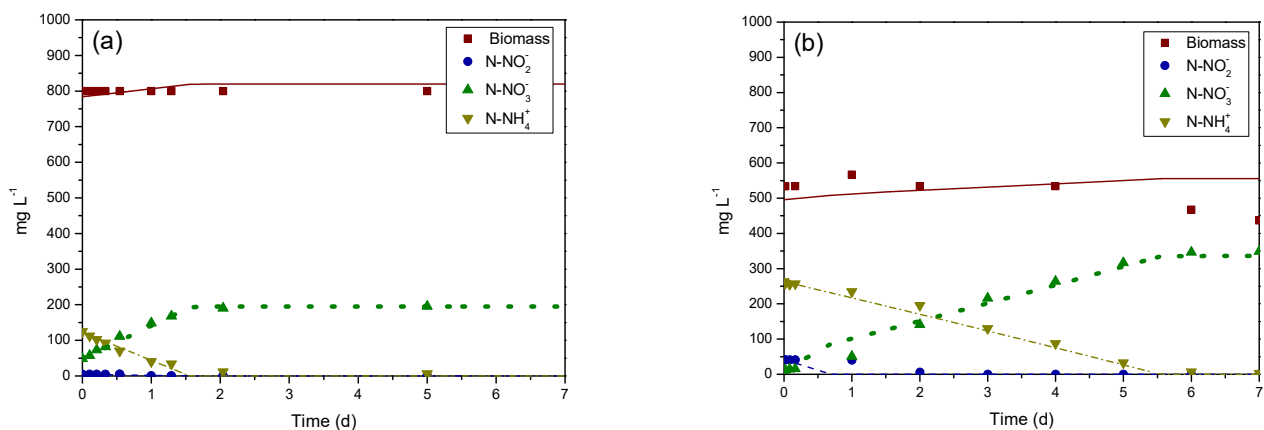 (a)
Biomass
N-NO₂⁻
N-NO₃⁻
N-NH₄⁺
1000
900
800
700
600
500
400
300
200
100
0
mg L⁻¹
0 1 2 3 4 5 6 7
Time (d)
(b)
Biomass
N-NO₂⁻
N-NO₃⁻
N-NH₄⁺
1000
900
800
700
600
500
400
300
200
100
0
mg L⁻¹
0 1 2 3 4 5 6 7
Time (d)